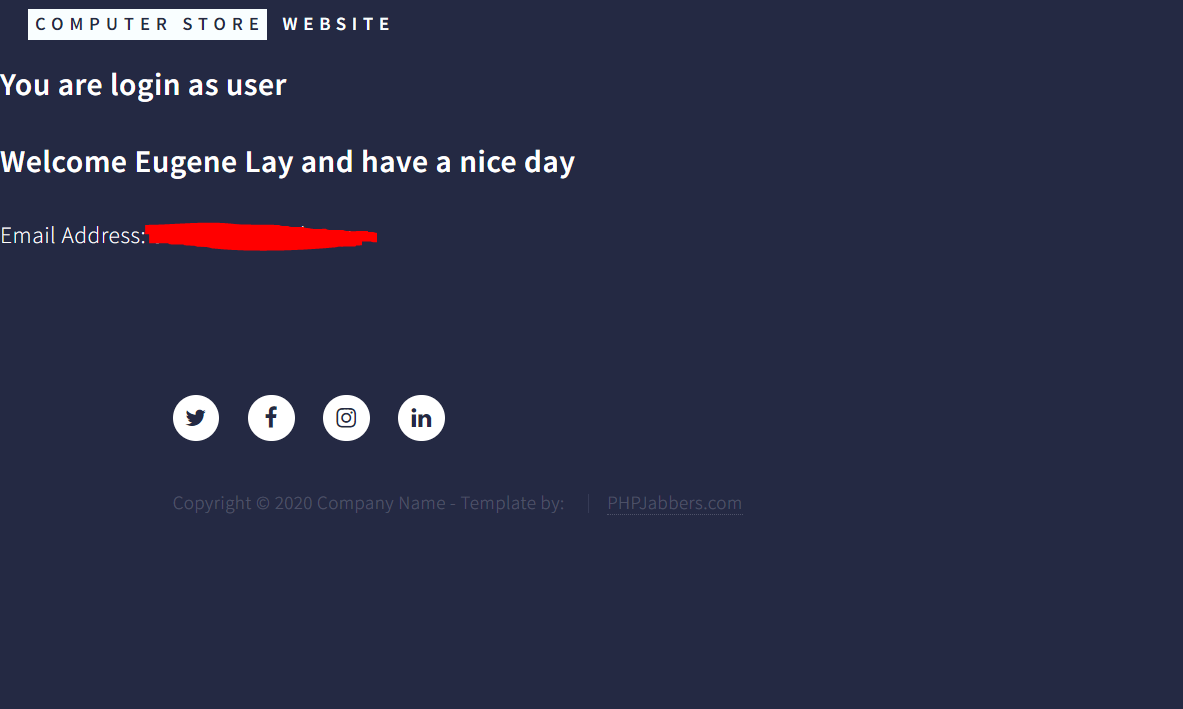 COMPUTER STORE WEBSITE
You are login as user
Welcome Eugene Lay and have a nice day
Email Address:
Copyright © 2020 Company Name - Template by: PHPJabbers.com